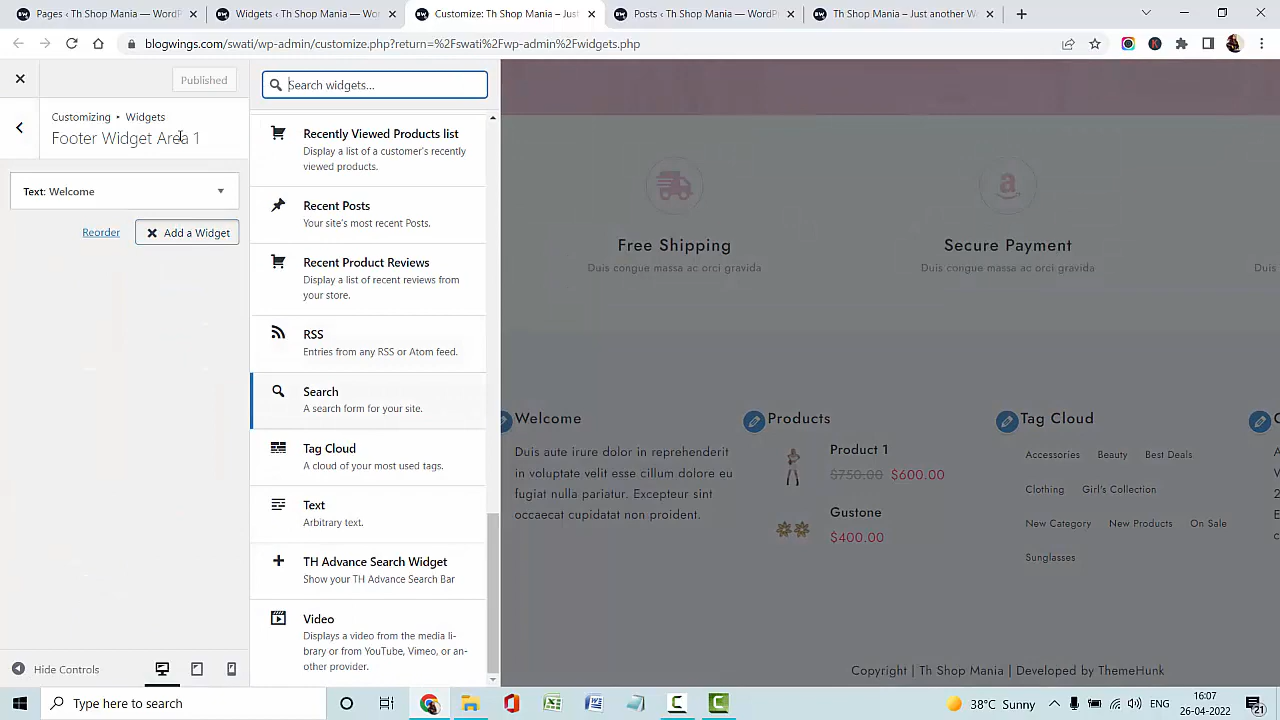 Pages ‹ Th Shop Mania — WordPr
Widgets ‹ Th Shop Mania — Wor
Customize: Th Shop Mania – Just
Posts ‹ Th Shop Mania — WordPr
Th Shop Mania – Just another W
blogwings.com/swati/wp-admin/customize.php?return=%2Fswati%2Fwp-admin%2Fwidgets.php
Published
Customizing • Widgets
Footer Widget Area 1
Text: Welcome
Reorder
Add a Widget
Hide Controls
Search widgets...
Recently Viewed Products list
Display a list of a customer's recently
viewed products.
Recent Posts
Your site's most recent Posts.
Recent Product Reviews
Display a list of recent reviews from
your store.
RSS
Entries from any RSS or Atom feed.
Search
A search form for your site.
Tag Cloud
A cloud of your most used tags.
Text
Arbitrary text.
TH Advance Search Widget
Show your TH Advance Search Bar
Video
Displays a video from the media li-
brary or from YouTube, Vimeo, or an-
other provider.
Free Shipping
Duis congue massa ac orci gravida
Secure Payment
Duis congue massa ac orci gravida
Di
Welcome
Duis aute irure dolor in reprehenderit
in voluptate velit esse cillum dolore eu
fugiat nulla pariatur. Excepteur sint
occaecat cupidatat non proident.
Products
Product 1
$750.00 $600.00
Gustone
$400.00
Tag Cloud
Accessories Beauty Best Deals
Clothing Girl's Collection
New Category New Products On Sale
Sunglasses
Copyright | Th Shop Mania | Developed by ThemeHunk
Type here to search
38°C Sunny
ENG
16:07
26-04-2022
21